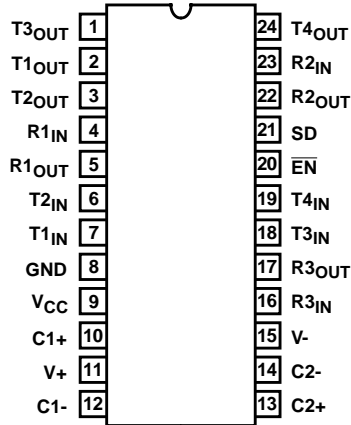 T3OUT 1 24 T4OUT
T1OUT 2 23 R2IN
T2OUT 3 22 R2OUT
R1IN 4 21 SD
R1OUT 5 20 EN
T2IN 6 19 T4IN
T1IN 7 18 T3IN
GND 8 17 R3OUT
VCC 9 16 R3IN
C1+ 10 15 V-
V+ 11 14 C2-
C1- 12 13 C2+